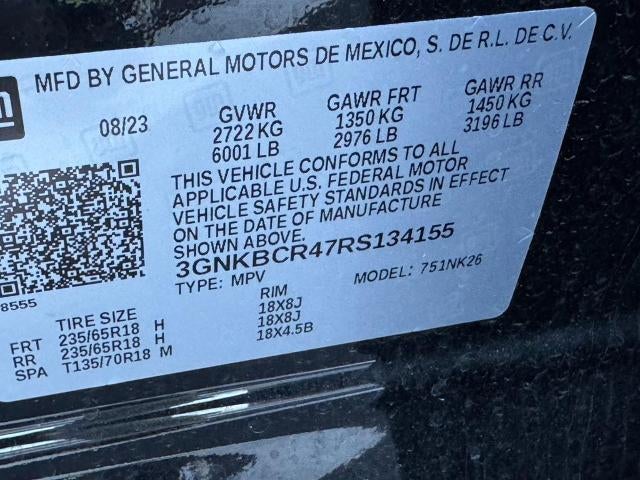 gm
MFD BY GENERAL MOTORS DE MEXICO, S. DE R.L. DE C.V.
08/23
GVWR
2722 KG
6001 LB
GAWR FRT
1350 KG
2976 LB
GAWR RR
1450 KG
3196 LB
THIS VEHICLE CONFORMS TO ALL
APPLICABLE U.S. FEDERAL MOTOR
VEHICLE SAFETY STANDARDS IN EFFECT
ON THE DATE OF MANUFACTURE
SHOWN ABOVE.
3GNKBCR47RS134155
TYPE: MPV MODEL: 751NK26
8555
TIRE SIZE RIM
FRT 235/65R18 H 18X8J
RR 235/65R18 H 18X8J
SPA T135/70R18 M 18X4.5B